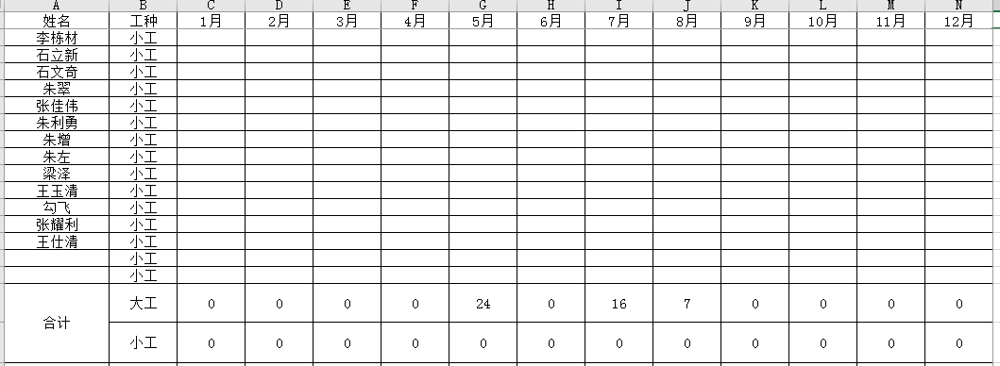 A B C D E F G H I J K L M N
姓名 工种 1月 2月 3月 4月 5月 6月 7月 8月 9月 10月 11月 12月
李栋材 小工
石立新 小工
石文奇 小工
朱翠 小工
张佳伟 小工
朱利勇 小工
朱增 小工
朱左 小工
梁泽 小工
王玉清 小工
勾飞 小工
张耀利 小工
王仕清 小工
小工
小工
合计
大工 0 0 0 0 24 0 16 7 0 0 0 0
小工 0 0 0 0 0 0 0 0 0 0 0 0